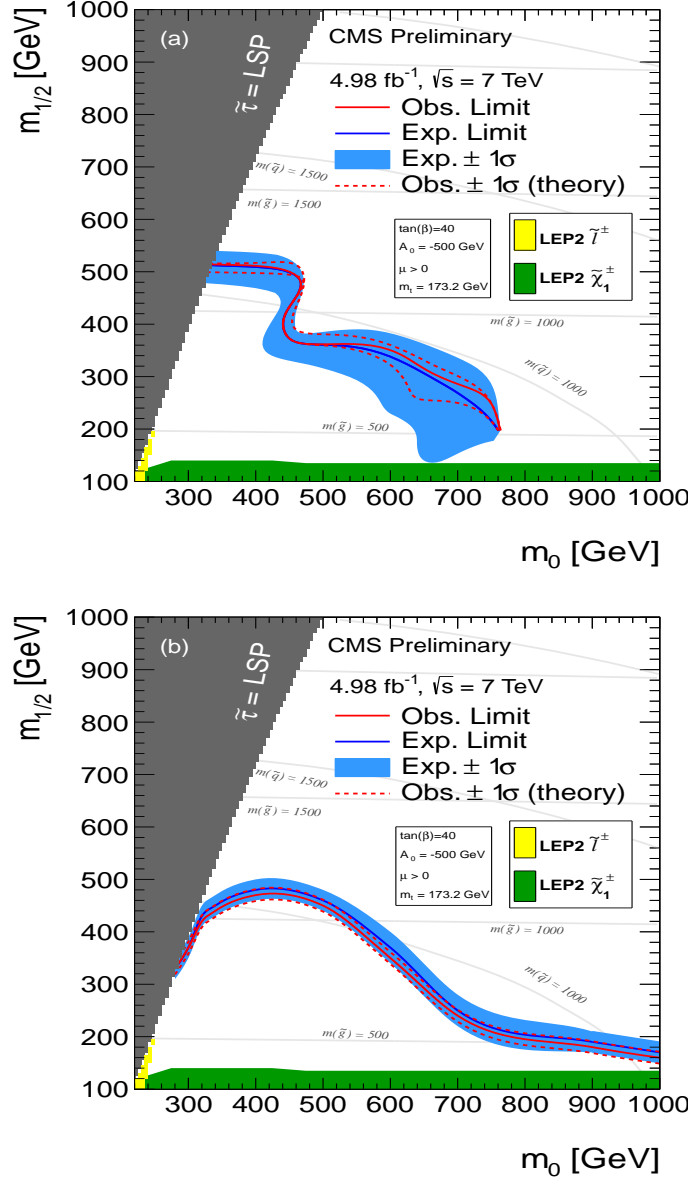 (a)
CMS Preliminary
4.98 fb⁻¹, √s = 7 TeV
Obs. Limit
Exp. Limit
Exp. ± 1σ
Obs. ± 1σ (theory)
τ̃ = LSP
tan(β)=40
A₀ = -500 GeV
μ > 0
mₜ = 173.2 GeV
LEP2 l̃±
LEP2 χ̃₁±
m(q̃) = 1500
m(g̃) = 1500
m(g̃) = 1000
m(q̃) = 1000
m(g̃) = 500
m₁/₂ [GeV]
1000
900
800
700
600
500
400
300
200
100
300 400 500 600 700 800 900 1000
m₀ [GeV]
(b)
CMS Preliminary
4.98 fb⁻¹, √s = 7 TeV
Obs. Limit
Exp. Limit
Exp. ± 1σ
Obs. ± 1σ (theory)
τ̃ = LSP
tan(β)=40
A₀ = -500 GeV
μ > 0
mₜ = 173.2 GeV
LEP2 l̃±
LEP2 χ̃₁±
m(q̃) = 1500
m(g̃) = 1500
m(g̃) = 1000
m(q̃) = 1000
m(g̃) = 500
m₁/₂ [GeV]
1000
900
800
700
600
500
400
300
200
100
300 400 500 600 700 800 900 1000
m₀ [GeV]